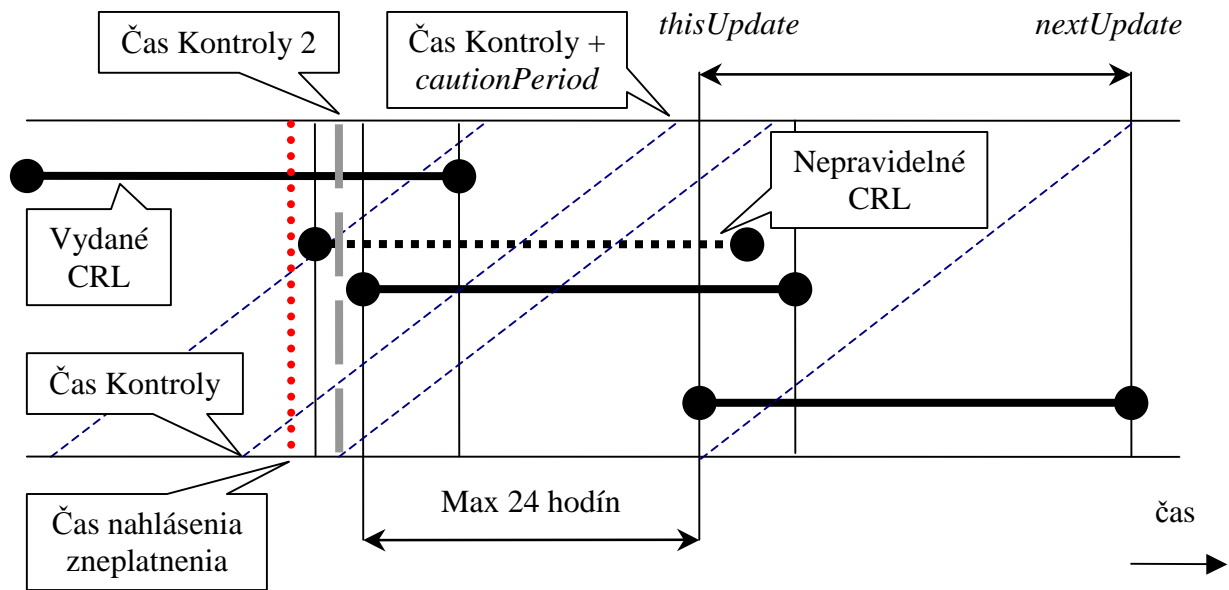 Čas Kontroly 2
Čas Kontroly +
cautionPeriod
thisUpdate
nextUpdate
Nepravidelné
CRL
Vydané
CRL
Čas Kontroly
Čas nahlásenia
zneplatnenia
Max 24 hodín
čas